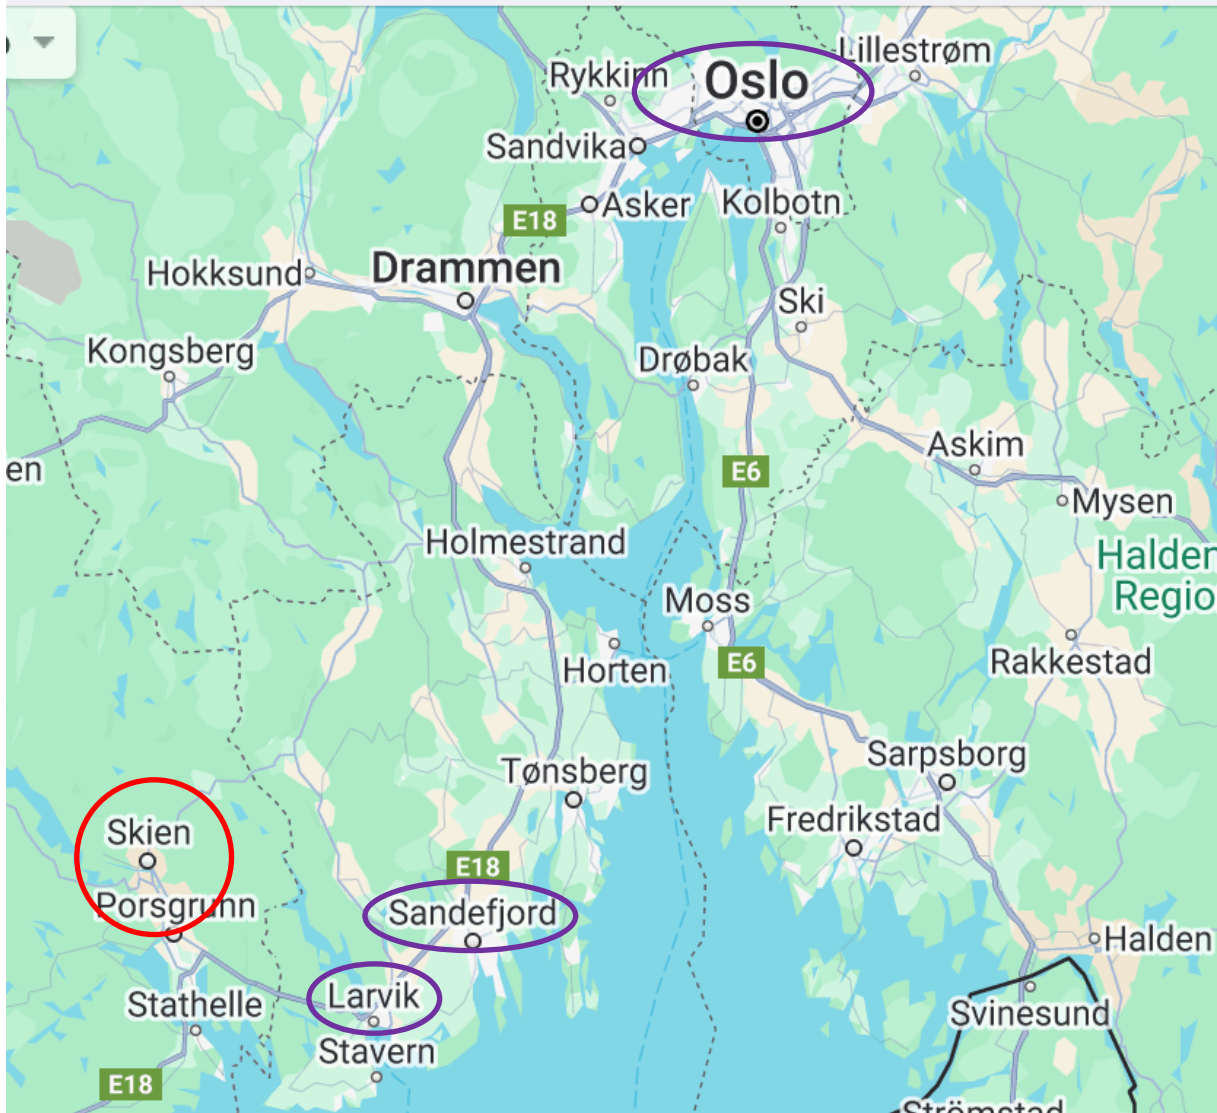 Lillestrøm
Rykkinn
Oslo
Sandvika
Asker
Kolbotn
E18
Hokksund
Drammen
Ski
Kongsberg
Drøbak
Askim
en
E6
Mysen
Holmestrand
Halden
Regio
Moss
Horten
E6
Rakkestad
Sarpsborg
Tønsberg
Fredrikstad
Skien
E18
Porsgrunn
Sandefjord
Halden
Larvik
Stathelle
Svinesund
Stavern
E18
Strömstad